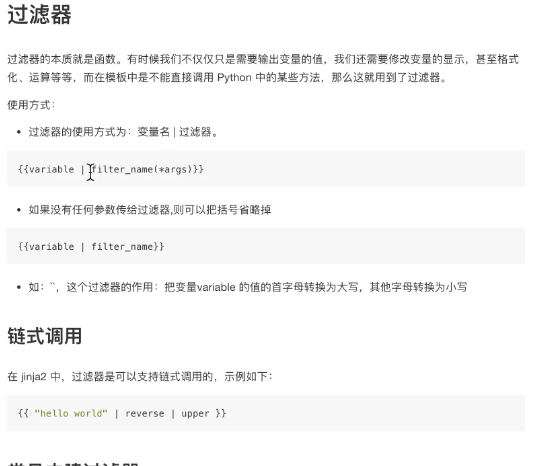 过滤器
过滤器的本质就是函数。有时候我们不仅仅只是需要输出变量的值，我们还需要修改变量的显示，甚至格式
化、运算等等，而在模板中是不能直接调用 Python 中的某些方法，那么这就用到了过滤器。
使用方式：
• 过滤器的使用方式为：变量名 | 过滤器。
{{variable | filter_name(*args)}}
• 如果没有任何参数传给过滤器,则可以把括号省略掉
{{variable | filter_name}}
• 如：``，这个过滤器的作用：把变量variable 的值的首字母转换为大写，其他字母转换为小写
链式调用
在 jinja2 中，过滤器是可以支持链式调用的，示例如下：
{{ "hello world" | reverse | upper }}